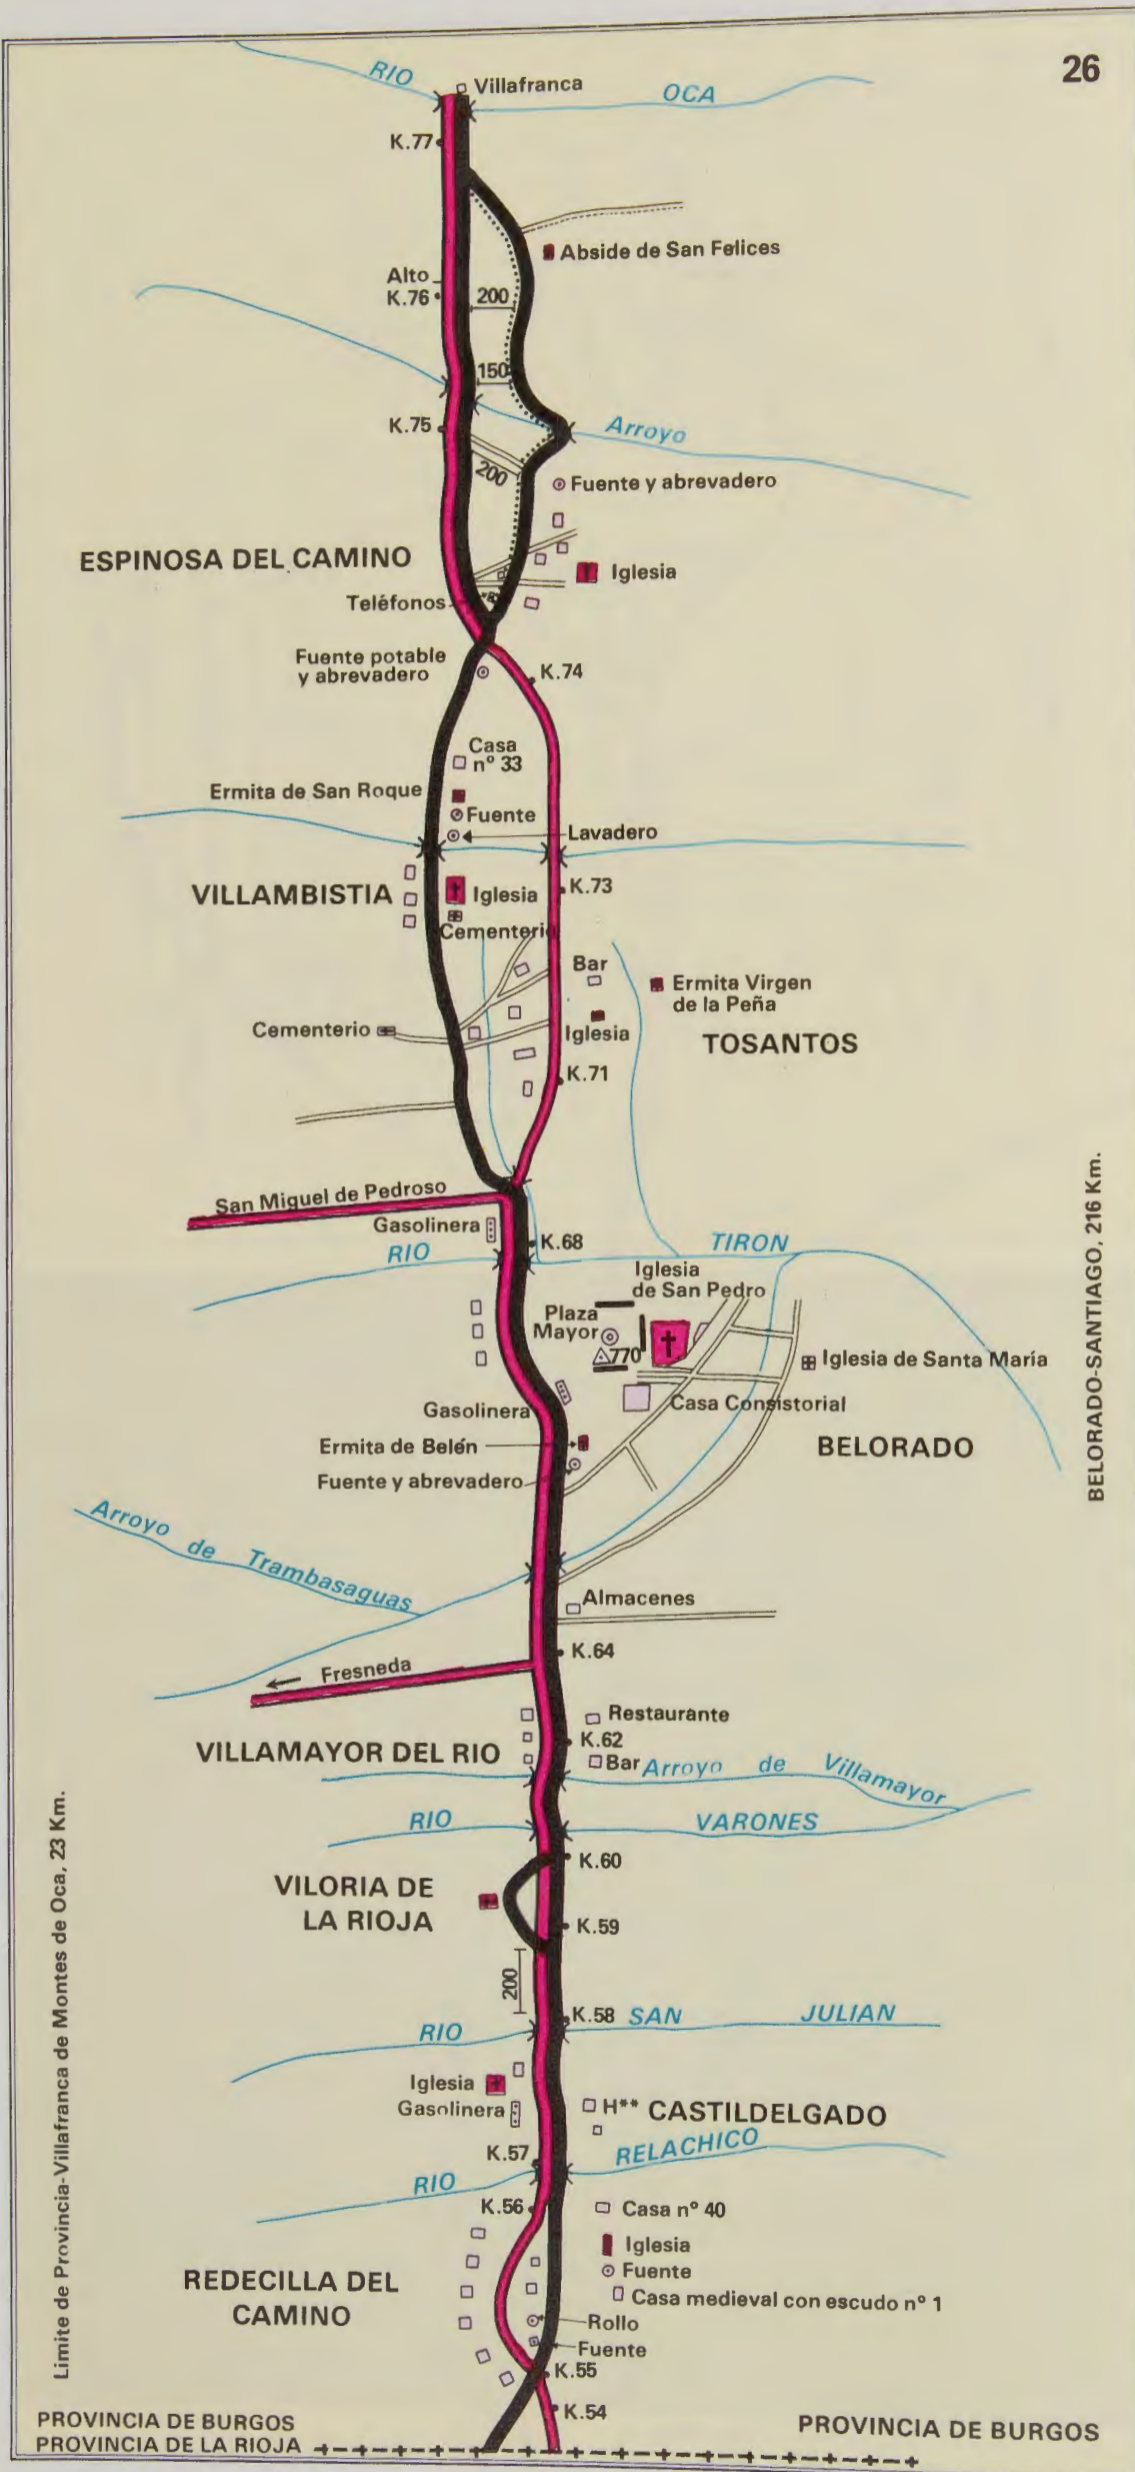 26
RIO
Villafranca
OCA
K.77
Abside de San Felices
Alto
K.76
200
150
K.75
Arroyo
200
Fuente y abrevadero
ESPINOSA DEL CAMINO
Iglesia
Teléfonos
Fuente potable
y abrevadero
K.74
Casa
nº 33
Ermita de San Roque
Fuente
Lavadero
VILLAMBISTIA
Iglesia
K.73
Cementerio
Bar
Ermita Virgen
de la Peña
Cementerio
Iglesia
TOSANTOS
K.71
San Miguel de Pedroso
Gasolinera
K.68
RIO
TIRON
Iglesia
de San Pedro
Plaza
Mayor
770
Iglesia de Santa María
Gasolinera
Casa Consistorial
Ermita de Belén
BELORADO
Fuente y abrevadero
BELORADO-SANTIAGO, 216 Km.
Arroyo de Trambasaguas
Almacenes
K.64
Fresneda
Restaurante
K.62
VILLAMAYOR DEL RIO
Bar
Arroyo de Villamayor
RIO
VARONES
K.60
VILORIA DE
LA RIOJA
K.59
200
K.58
SAN JULIAN
RIO
Iglesia
Gasolinera
H** CASTILDELGADO
K.57
RELACHICO
RIO
K.56
Casa nº 40
Iglesia
Fuente
REDECILLA DEL
CAMINO
Casa medieval con escudo nº 1
Rollo
Fuente
K.55
K.54
Limite de Provincia-Villafranca de Montes de Oca, 23 Km.
PROVINCIA DE BURGOS
PROVINCIA DE LA RIOJA
PROVINCIA DE BURGOS